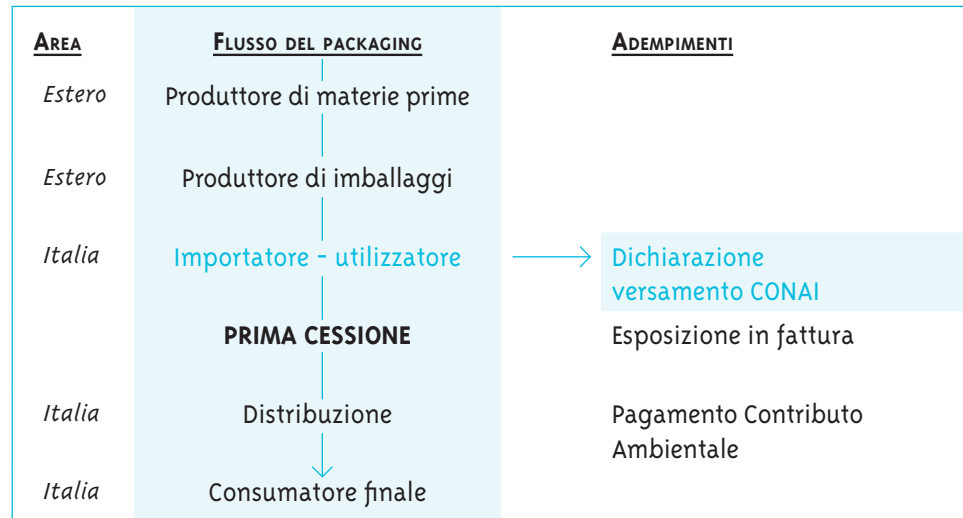 AREA FLUSSO DEL PACKAGING ADEMPIMENTI
Estero Produttore di materie prime
Estero Produttore di imballaggi
Italia Importatore - utilizzatore Dichiarazione
versamento CONAI
PRIMA CESSIONE Esposizione in fattura
Italia Distribuzione Pagamento Contributo
Ambientale
Italia Consumatore finale